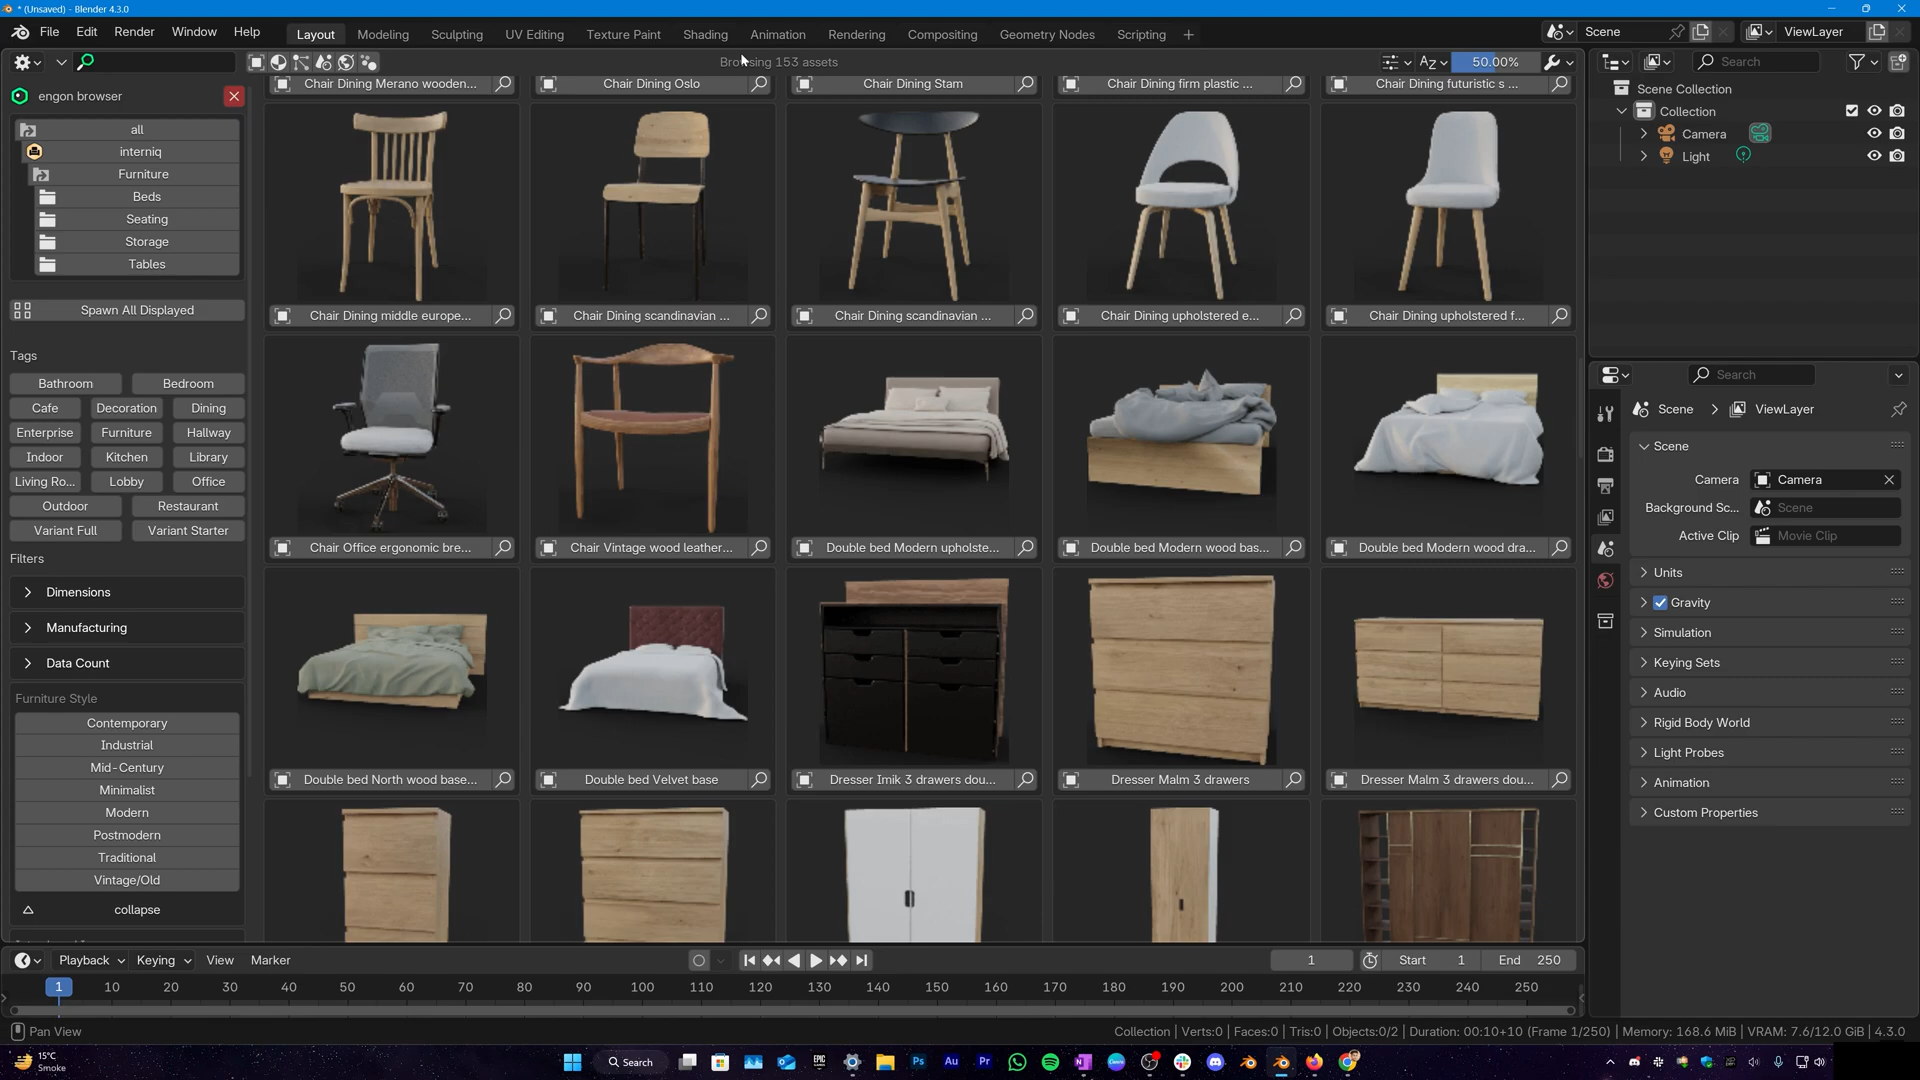 * (Unsaved) - Blender 4.3.0
File Edit Render Window Help Layout Modeling Sculpting UV Editing Texture Paint Shading Animation Rendering Compositing Geometry Nodes Scripting + Scene ViewLayer
Browsing 153 assets 50.00% Search
engon browser
all
interniq
Furniture
Beds
Seating
Storage
Tables
Spawn All Displayed
Tags
Bathroom Bedroom
Cafe Decoration Dining
Enterprise Furniture Hallway
Indoor Kitchen Library
Living Ro... Lobby Office
Outdoor Restaurant
Variant Full Variant Starter
Filters
Dimensions
Manufacturing
Data Count
Furniture Style
Contemporary
Industrial
Mid-Century
Minimalist
Modern
Postmodern
Traditional
Vintage/Old
collapse
Chair Dining Merano wooden... Chair Dining Oslo Chair Dining Stam Chair Dining firm plastic ... Chair Dining futuristic s ...
Chair Dining middle europe... Chair Dining scandinavian ... Chair Dining scandinavian ... Chair Dining upholstered e... Chair Dining upholstered f...
Chair Office ergonomic bre... Chair Vintage wood leather... Double bed Modern upholste... Double bed Modern wood bas... Double bed Modern wood dra...
Double bed North wood base... Double bed Velvet base Dresser Imik 3 drawers dou... Dresser Malm 3 drawers Dresser Malm 3 drawers dou...
Scene Collection
Collection
Camera
Light
Search
Scene > ViewLayer
Scene
Camera Camera
Background Sc... Scene
Active Clip Movie Clip
Units
Gravity
Simulation
Keying Sets
Audio
Rigid Body World
Light Probes
Animation
Custom Properties
Playback Keying View Marker 1 Start 1 End 250
1 10 20 30 40 50 60 70 80 90 100 110 120 130 140 150 160 170 180 190 200 210 220 230 240 250
Pan View Collection | Verts:0 | Faces:0 | Tris:0 | Objects:0/2 | Duration: 00:10+10 (Frame 1/250) | Memory: 168.6 MiB | VRAM: 7.6/12.0 GiB | 4.3.0
15°C
Smoke
Search
EPIC
Ps Au Pr